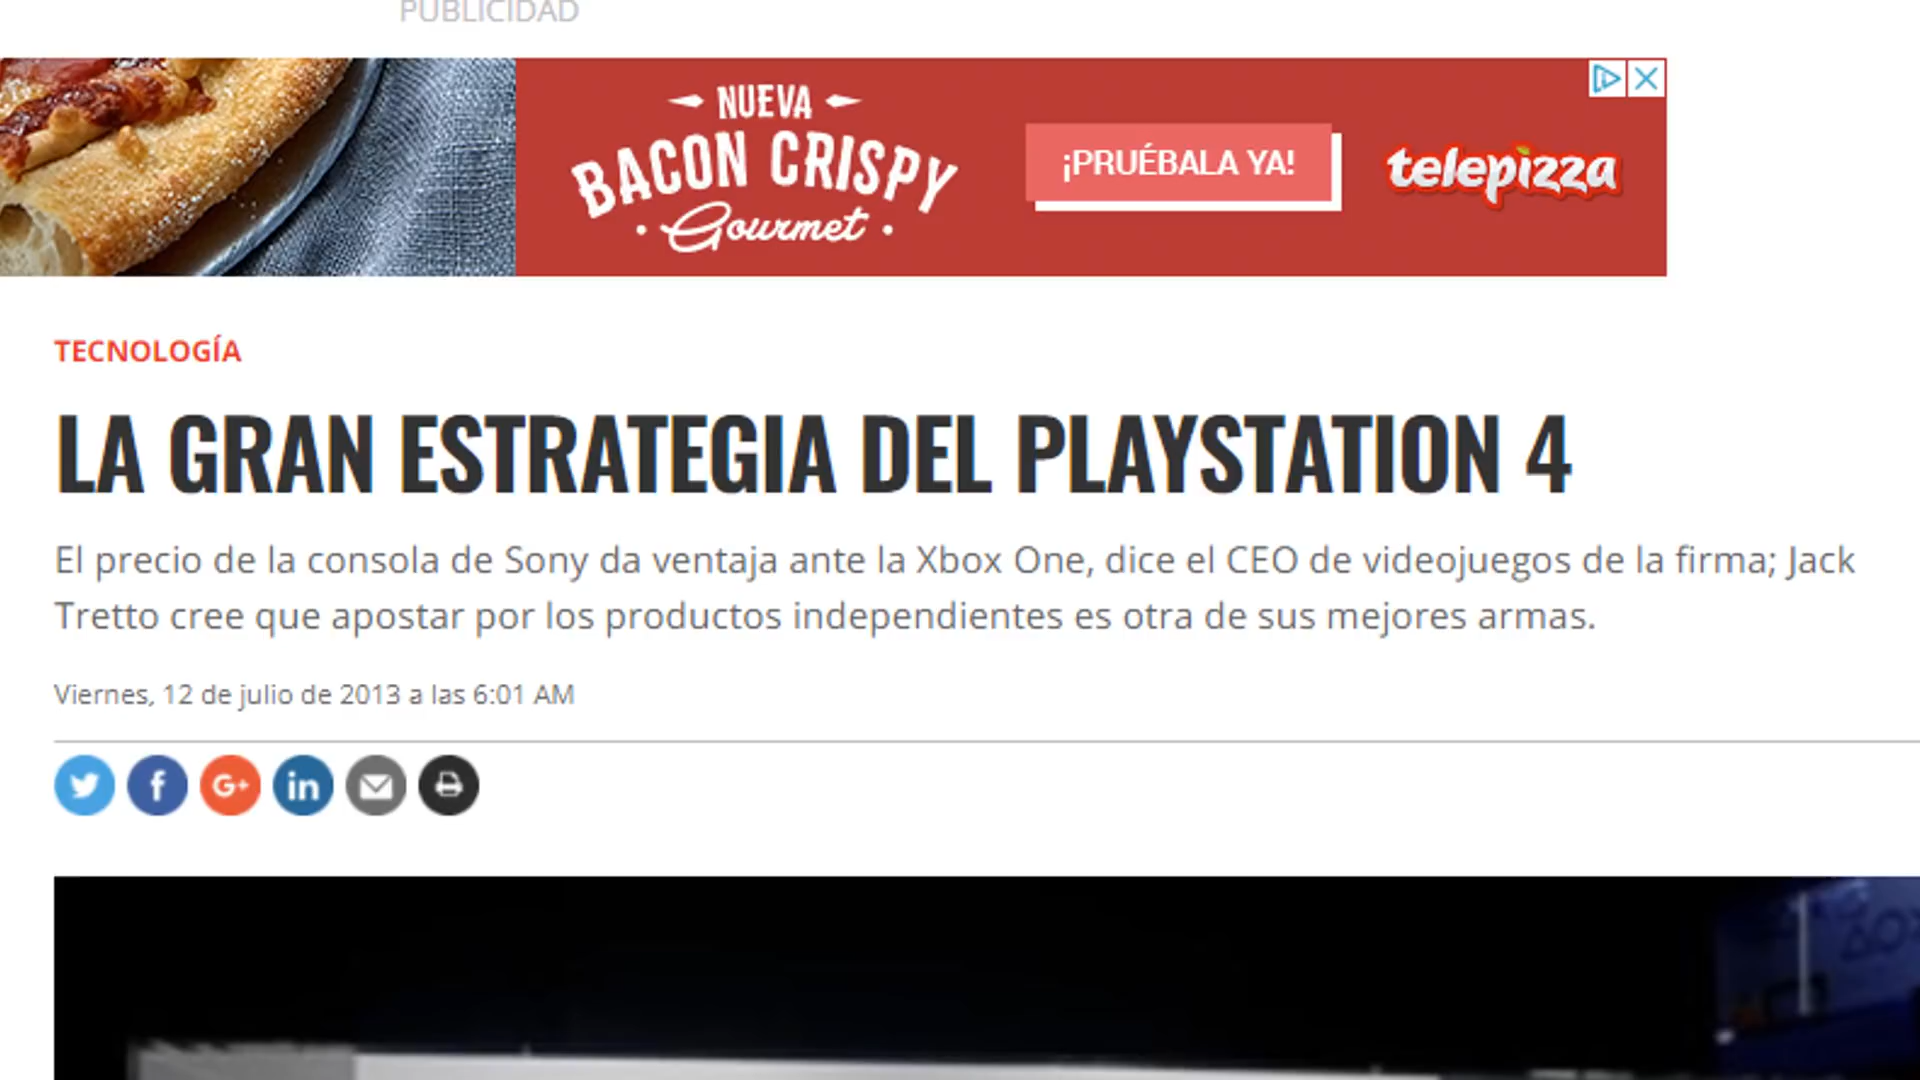 PUBLICIDAD
NUEVA
BACON CRISPY
Gourmet
¡PRUÉBALA YA!
telepizza
TECNOLOGÍA
LA GRAN ESTRATEGIA DEL PLAYSTATION 4
El precio de la consola de Sony da ventaja ante la Xbox One, dice el CEO de videojuegos de la firma; Jack
Tretto cree que apostar por los productos independientes es otra de sus mejores armas.
Viernes, 12 de julio de 2013 a las 6:01 AM